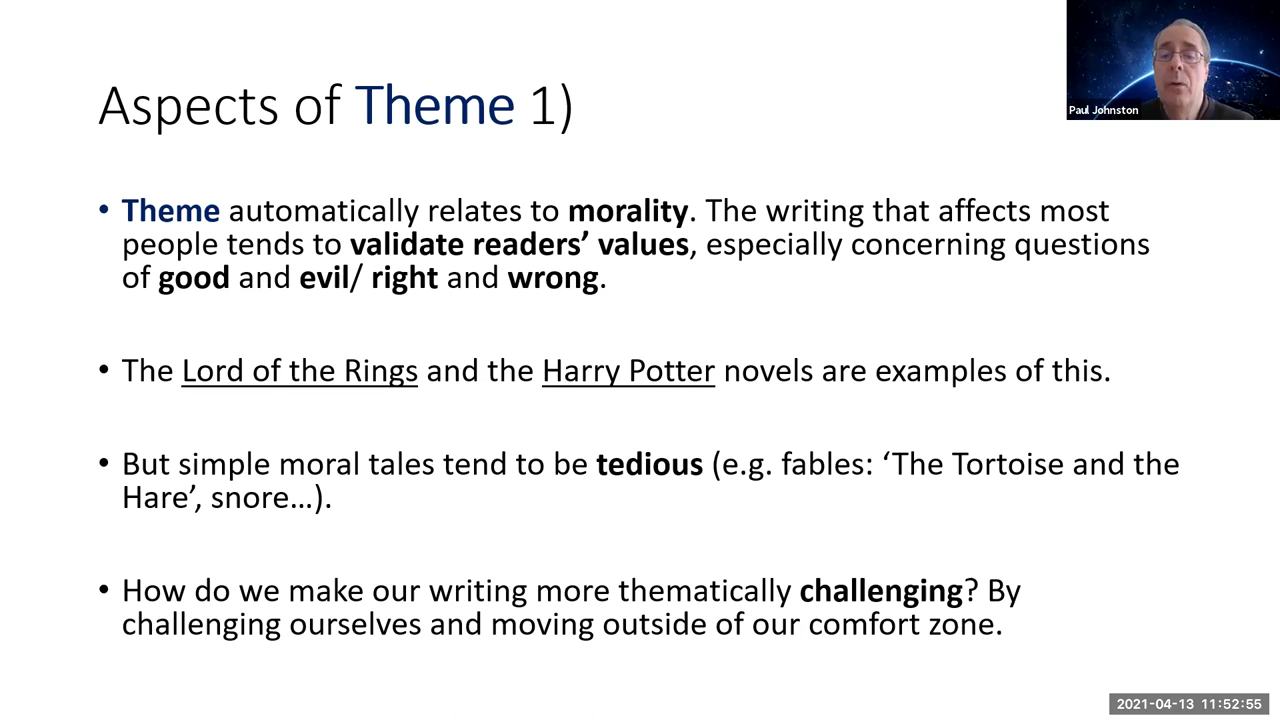 Paul Johnston
Aspects of Theme 1)
• Theme automatically relates to morality. The writing that affects most
people tends to validate readers’ values, especially concerning questions
of good and evil/ right and wrong.
• The Lord of the Rings and the Harry Potter novels are examples of this.
• But simple moral tales tend to be tedious (e.g. fables: ‘The Tortoise and the
Hare’, snore…).
• How do we make our writing more thematically challenging? By
challenging ourselves and moving outside of our comfort zone.
2021-04-13 11:52:55